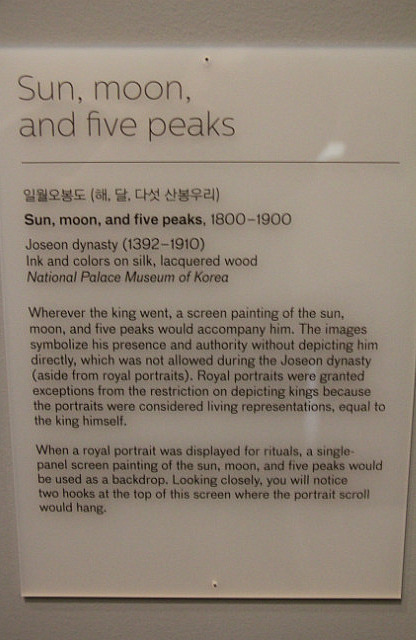 Sun, moon,
and five peaks
일월오봉도 (해, 달, 다섯 산봉우리)
Sun, moon, and five peaks, 1800–1900
Joseon dynasty (1392–1910)
Ink and colors on silk, lacquered wood
National Palace Museum of Korea
Wherever the king went, a screen painting of the sun,
moon, and five peaks would accompany him. The images
symbolize his presence and authority without depicting him
directly, which was not allowed during the Joseon dynasty
(aside from royal portraits). Royal portraits were granted
exceptions from the restriction on depicting kings because
the portraits were considered living representations, equal to
the king himself.
When a royal portrait was displayed for rituals, a single-
panel screen painting of the sun, moon, and five peaks would
be used as a backdrop. Looking closely, you will notice
two hooks at the top of this screen where the portrait scroll
would hang.